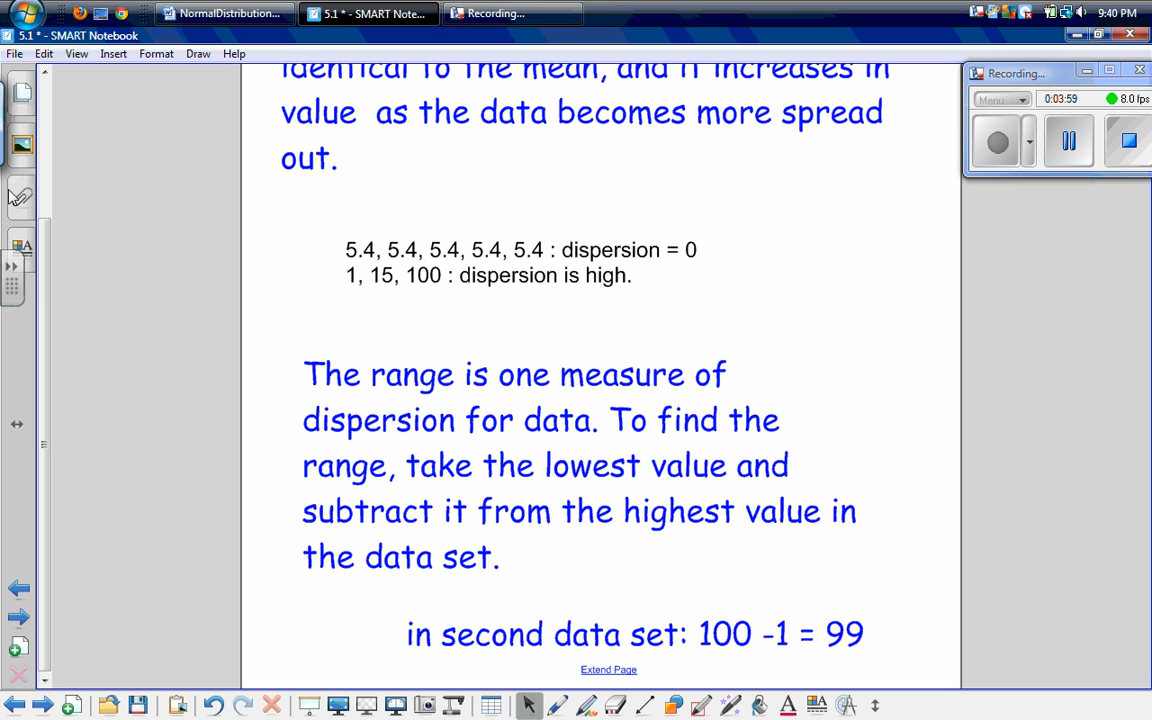 NormalDistribution...
5.1 * - SMART Note...
Recording...
9:40 PM
5.1 * - SMART Notebook
File Edit View Insert Format Draw Help
Recording...
Menu
0:03:59
8.0 fps
identical to the mean, and it increases in
value as the data becomes more spread
out.
5.4, 5.4, 5.4, 5.4, 5.4 : dispersion = 0
1, 15, 100 : dispersion is high.
The range is one measure of
dispersion for data. To find the
range, take the lowest value and
subtract it from the highest value in
the data set.
in second data set: 100 -1 = 99
Extend Page